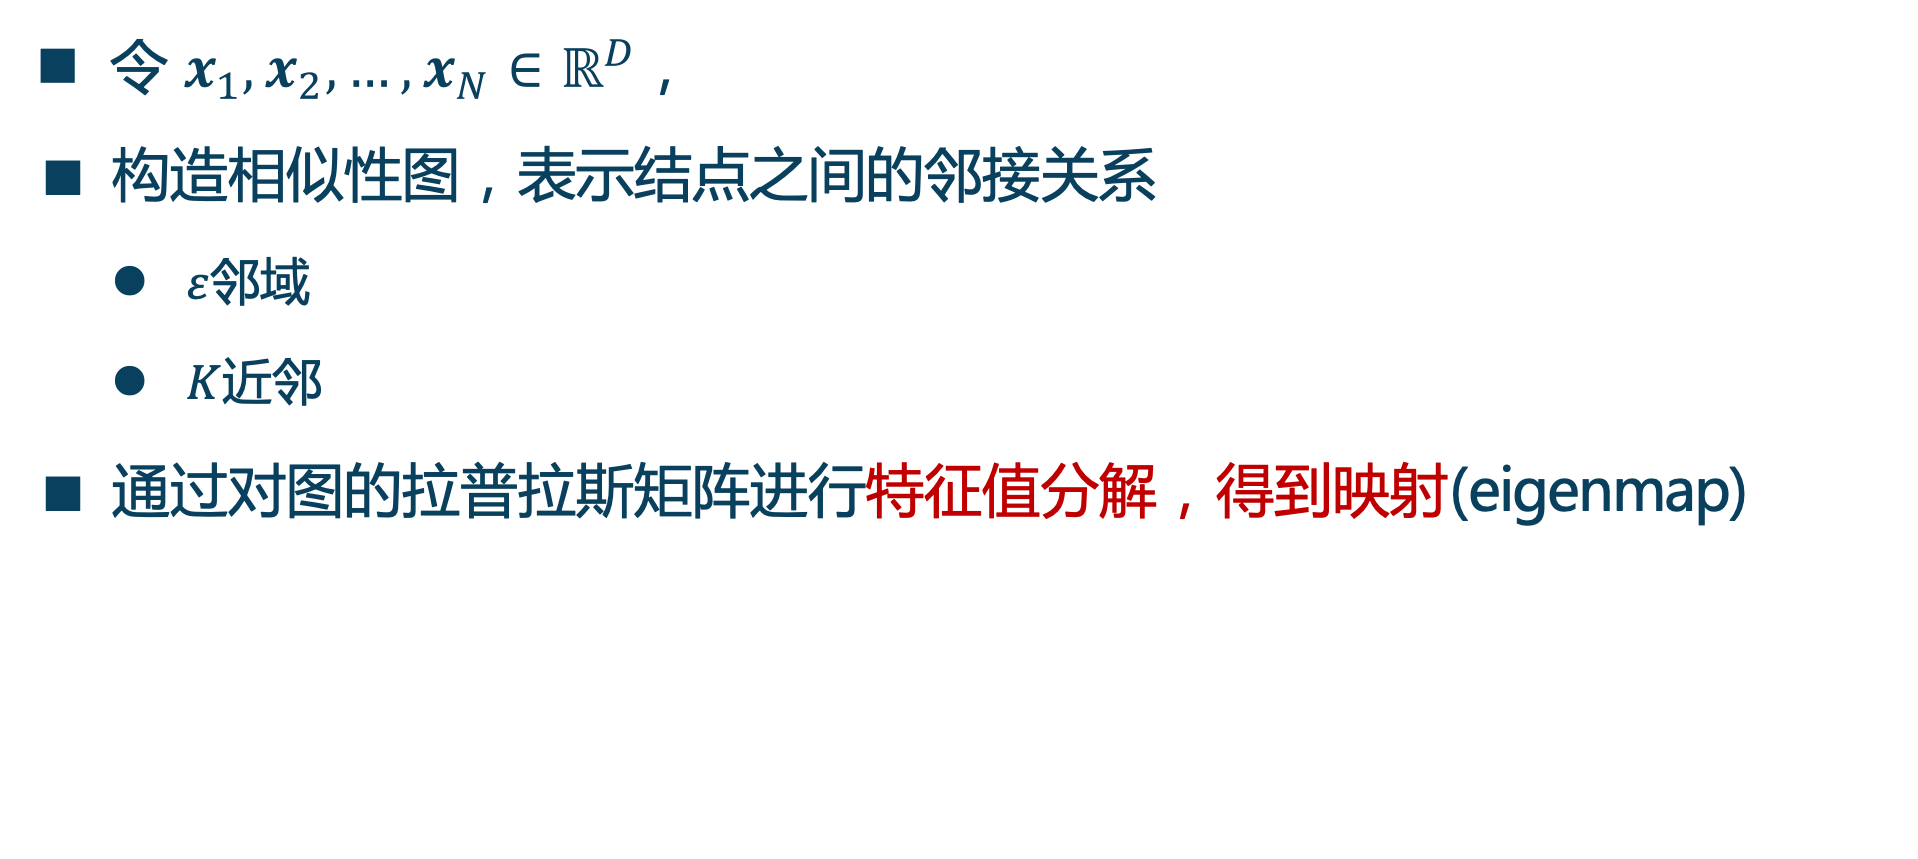 ■ 令 𝒙₁, 𝒙₂, … , 𝒙_N ∈ ℝ^D ，
■ 构造相似性图，表示结点之间的邻接关系
● ε邻域
● K近邻
■ 通过对图的拉普拉斯矩阵进行特征值分解，得到映射(eigenmap)